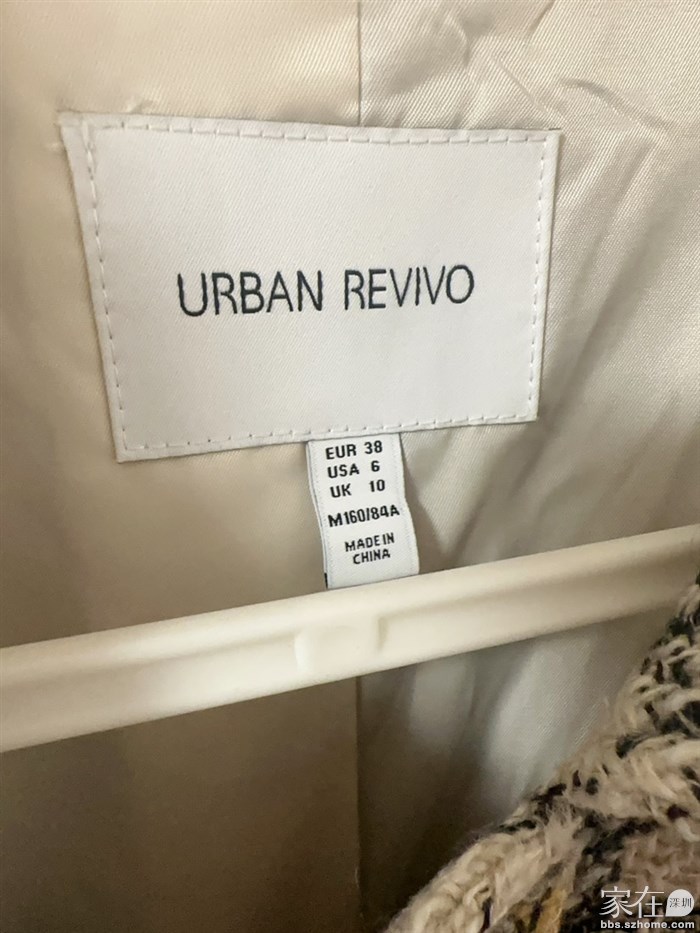 URBAN REVIVO
EUR 38
USA 6
UK 10
M160/84A
MADE IN
CHINA
家在深圳
bbs.szhome.com